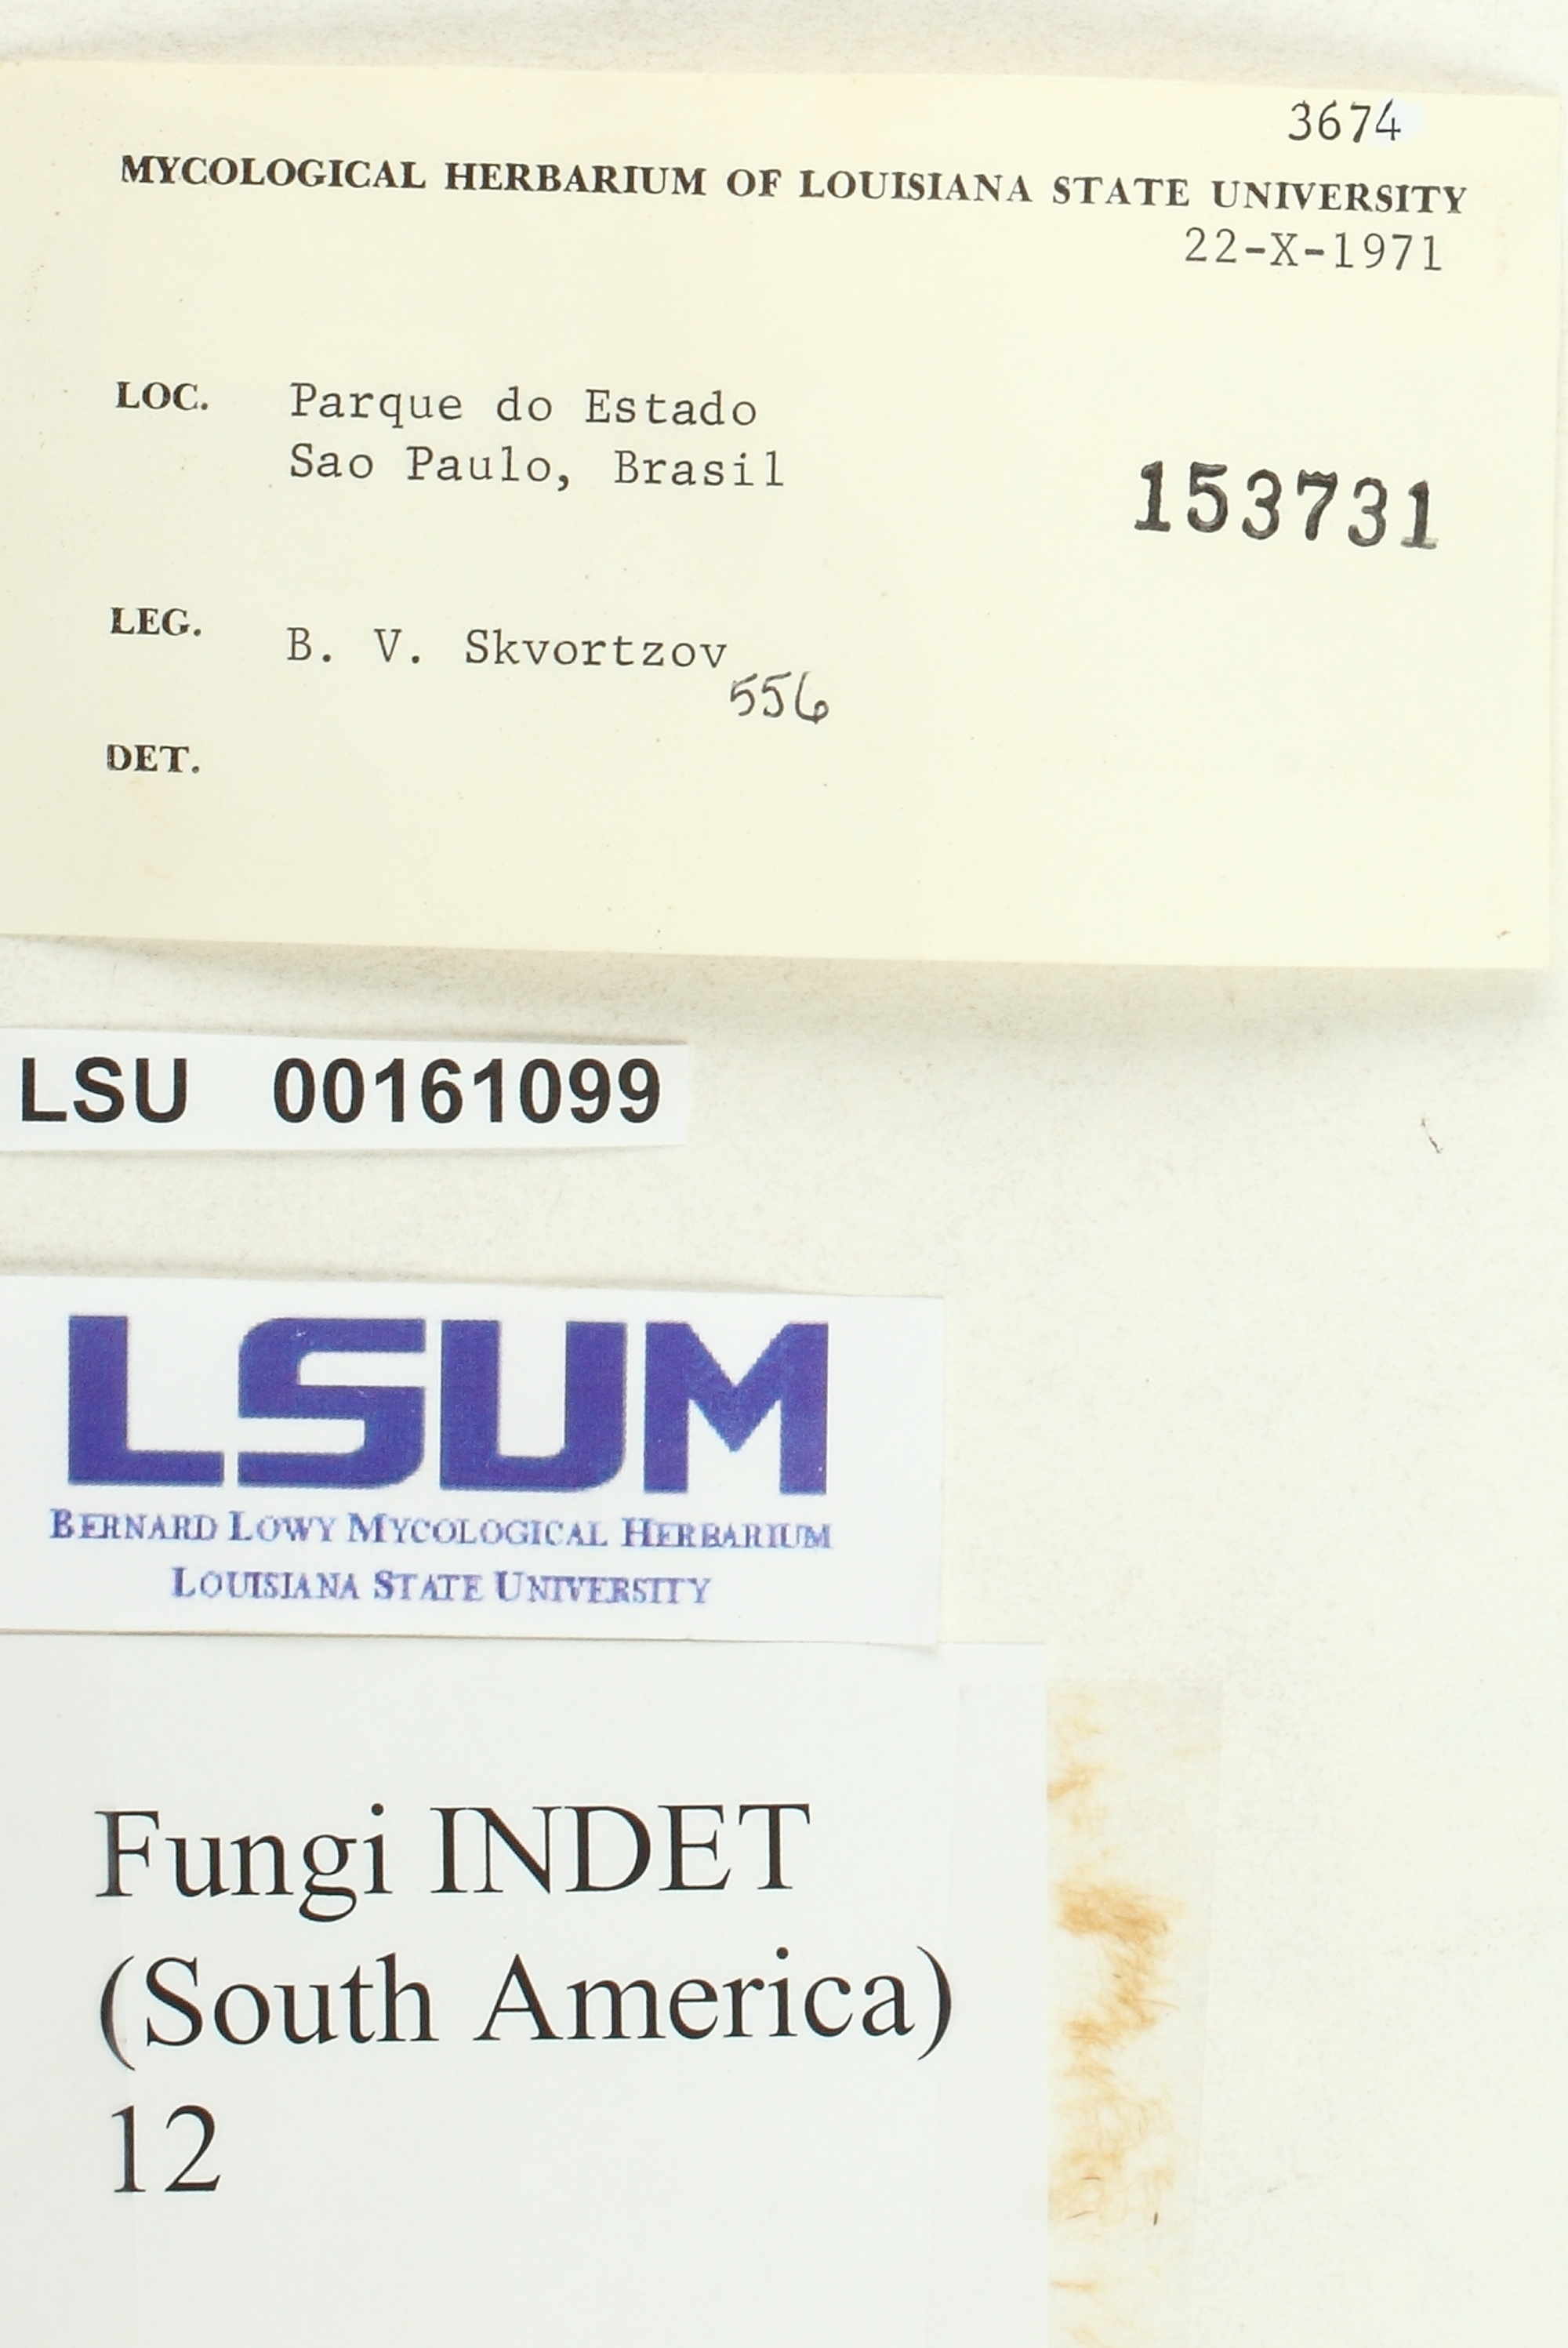 3674
MYCOLOGICAL HERBARIUM OF LOUISIANA STATE UNIVERSITY
22-X-1971
LOC. Parque do Estado
Sao Paulo, Brasil
153731
LEG. B. V. Skvortzov
556
DET.
LSU 00161099
LSUM
BERNARD LOWY MYCOLOGICAL HERBARIUM
LOUISIANA STATE UNIVERSITY
Fungi INDET
(South America)
12